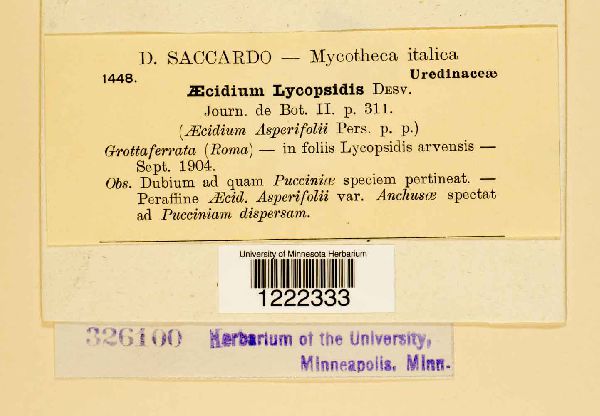 D. SACCARDO — Mycotheca italica
1448. Uredinaceæ
Æcidium Lycopsidis DESV.
Journ. de Bot. II. p. 311.
(Æcidium Asperifolii Pers. p. p.)
Grottaferrata (Roma) — in foliis Lycopsidis arvensis —
Sept. 1904.
Obs. Dubium ad quam Pucciniæ speciem pertineat. —
Peraffine Æcid. Asperifolii var. Anchusæ spectat
ad Pucciniam dispersam.
University of Minnesota Herbarium
1222333
326100 Herbarium of the University,
Minneapolis, Minn.